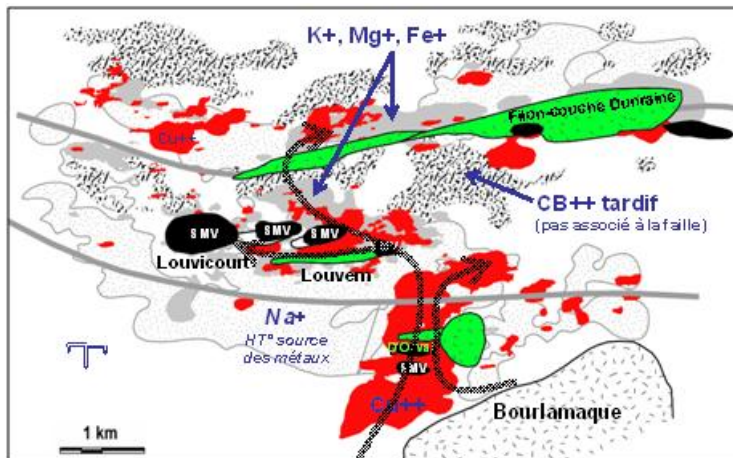 K+, Mg+, Fe+
Filon-couche Dunraine
Cu++
CB++ tardif
(pas associé à la faille)
SMV
SMV
SMV
Louvicourt
Louvem
Na+
HT° source
des métaux
SMV
Cu++
Bourlamaque
1 km